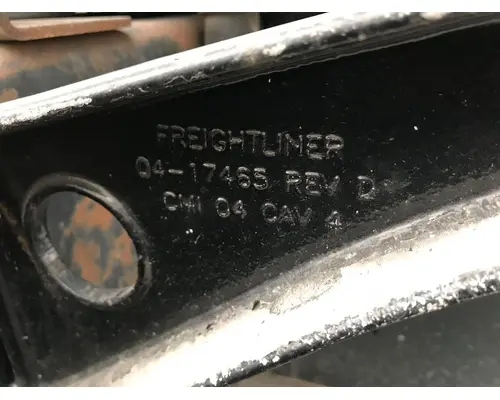 FREIGHTLINER
04-17465 REV D
CMI 04 CAV 4